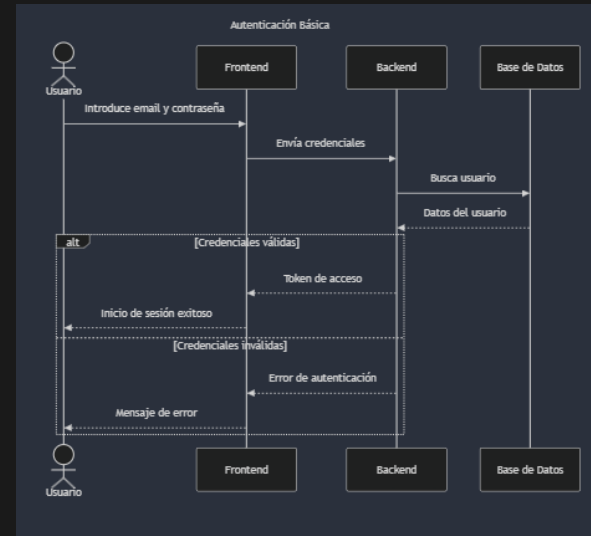 Autenticación Básica
Usuario
Frontend
Backend
Base de Datos
Introduce email y contraseña
Envía credenciales
Busca usuario
Datos del usuario
alt
[Credenciales válidas]
Token de acceso
Inicio de sesión exitoso
[Credenciales inválidas]
Error de autenticación
Mensaje de error
Usuario
Frontend
Backend
Base de Datos